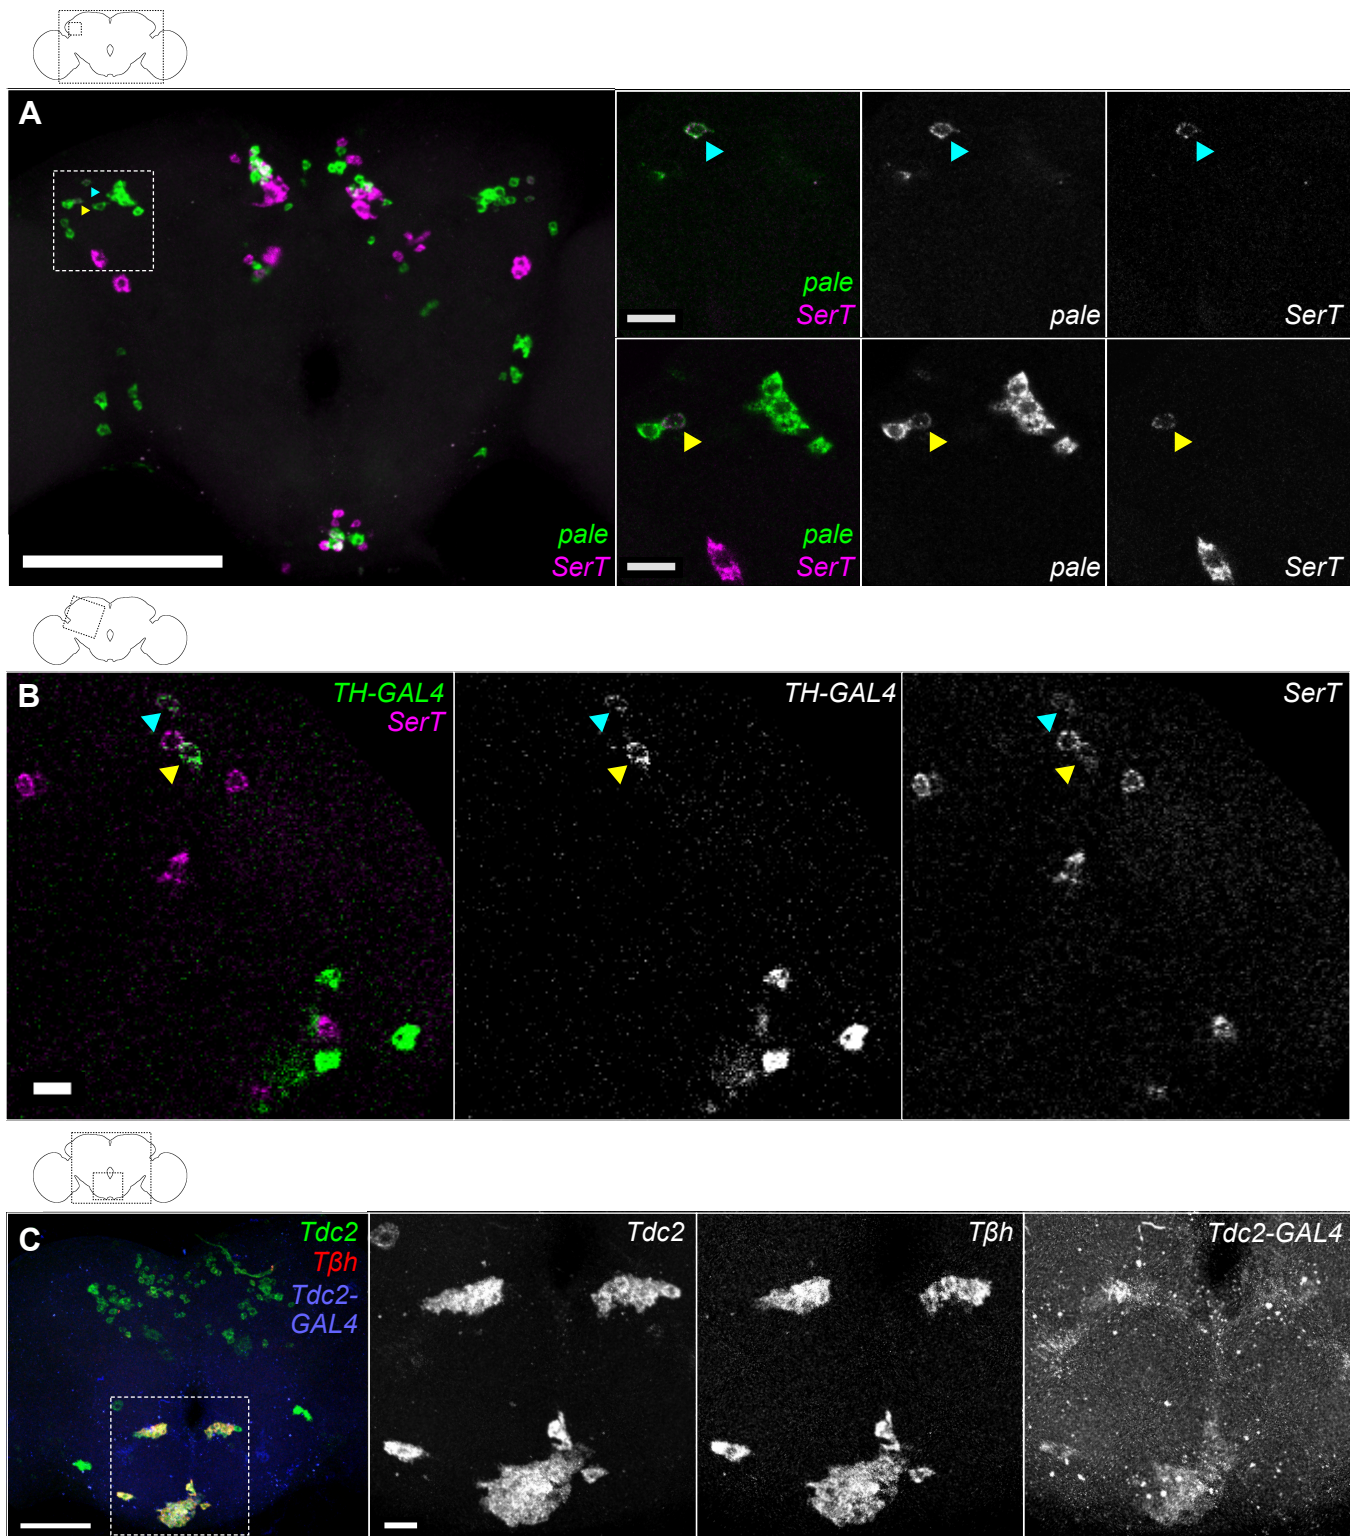 A
pale
SerT
pale
SerT
pale
SerT
pale
SerT
pale
SerT
B
TH-GAL4
SerT
TH-GAL4
SerT
C
Tdc2
Tβh
Tdc2-
GAL4
Tdc2
Tβh
Tdc2-GAL4